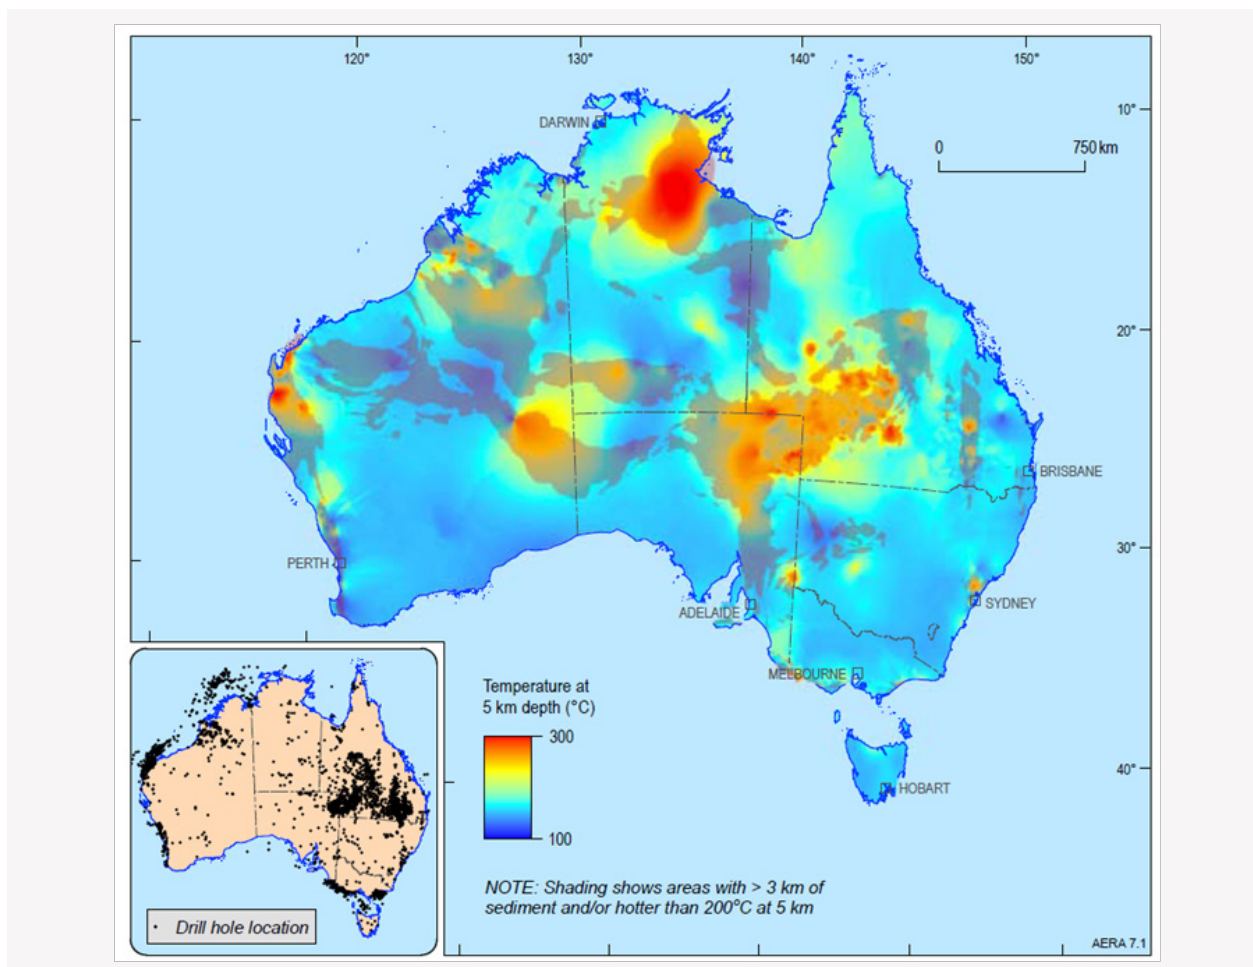 120°
130°
140°
150°
DARWIN
10°
0
750 km
20°
BRISBANE
30°
PERTH
ADELAIDE
SYDNEY
MELBOURNE
Temperature at
5 km depth (°C)
300
100
40°
HOBART
NOTE: Shading shows areas with > 3 km of
sediment and/or hotter than 200°C at 5 km
• Drill hole location
AERA 7.1